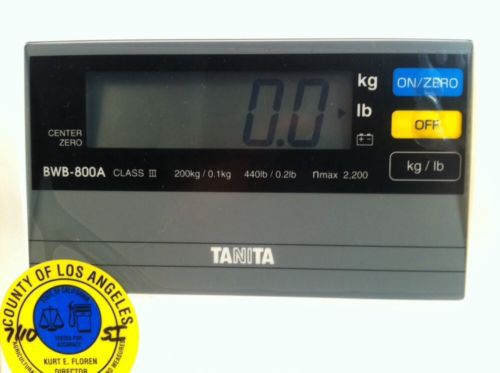 0.0
kg
lb
ON/ZERO
OFF
kg / lb
CENTER
ZERO
BWB-800A CLASS III 200kg / 0.1kg 440lb / 0.2lb nmax 2,200
TANITA
COUNTY OF LOS ANGELES
7/10 SI
TESTED FOR
ACCURACY
KURT E. FLOREN
DIRECTOR